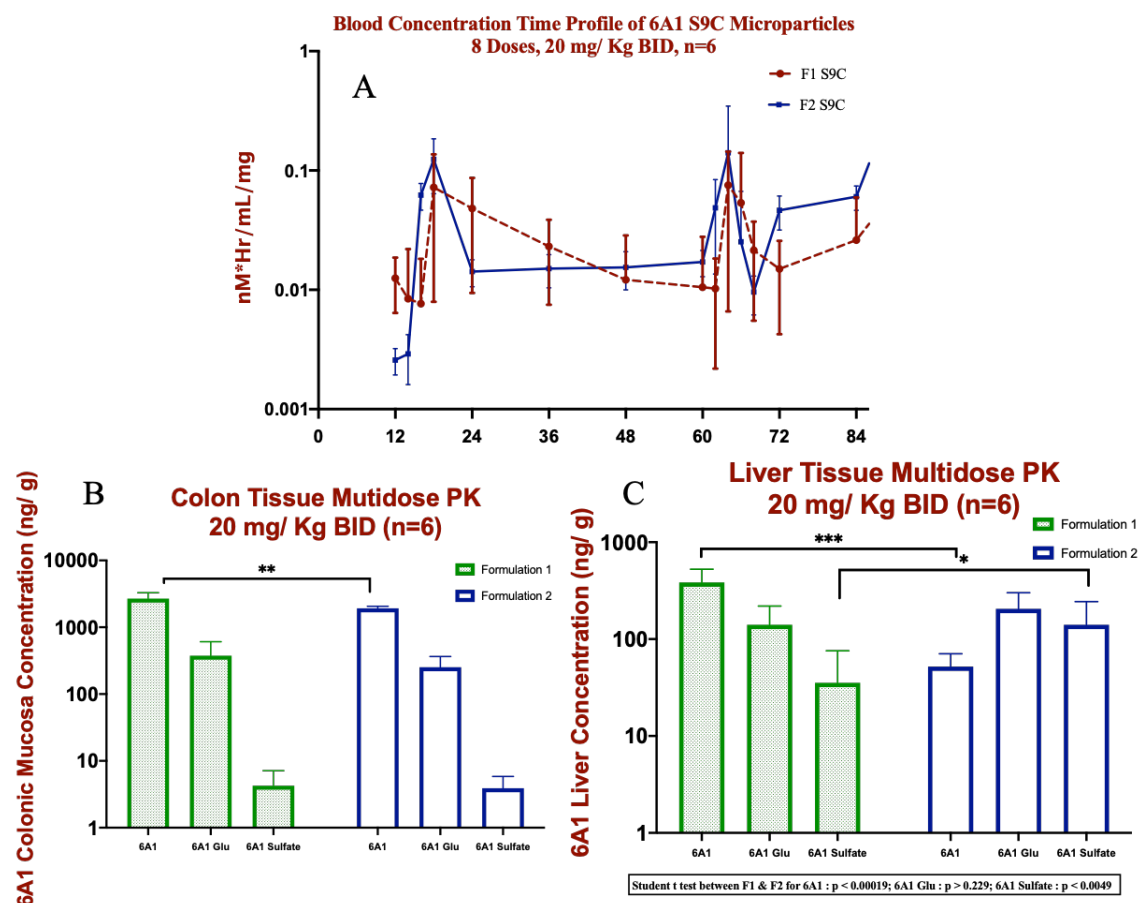 Blood Concentration Time Profile of 6A1 S9C Microparticles
8 Doses, 20 mg/ Kg BID, n=6
A
F1 S9C
F2 S9C
nM*Hr/mL/mg
1
0.1
0.01
0.001
0 12 24 36 48 60 72 84
B
Colon Tissue Mutidose PK
20 mg/ Kg BID (n=6)
6A1 Colonic Mucosa Concentration (ng/ g)
10000
1000
100
10
1
**
Formulation 1
Formulation 2
6A1 6A1 Glu 6A1 Sulfate 6A1 6A1 Glu 6A1 Sulfate
C
Liver Tissue Multidose PK
20 mg/ Kg BID (n=6)
6A1 Liver Concentration (ng/ g)
1000
100
10
1
***
*
Formulation 1
Formulation 2
6A1 6A1 Glu 6A1 Sulfate 6A1 6A1 Glu 6A1 Sulfate
Student t test between F1 & F2 for 6A1 : p < 0.00019; 6A1 Glu : p > 0.229; 6A1 Sulfate : p < 0.0049